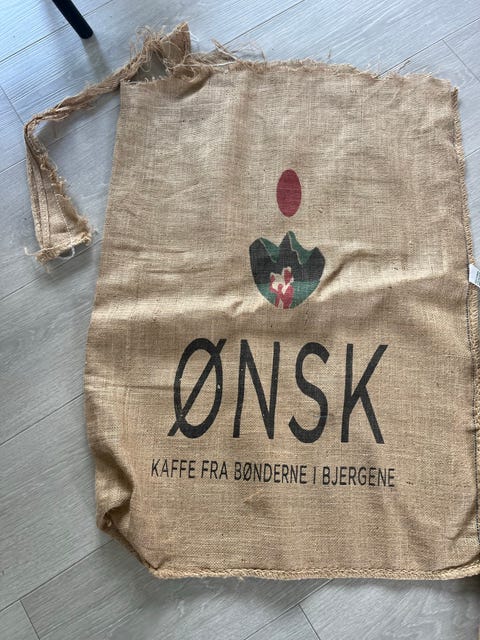 ØNSK
KAFFE FRA BØNDERNE I BJERGENE